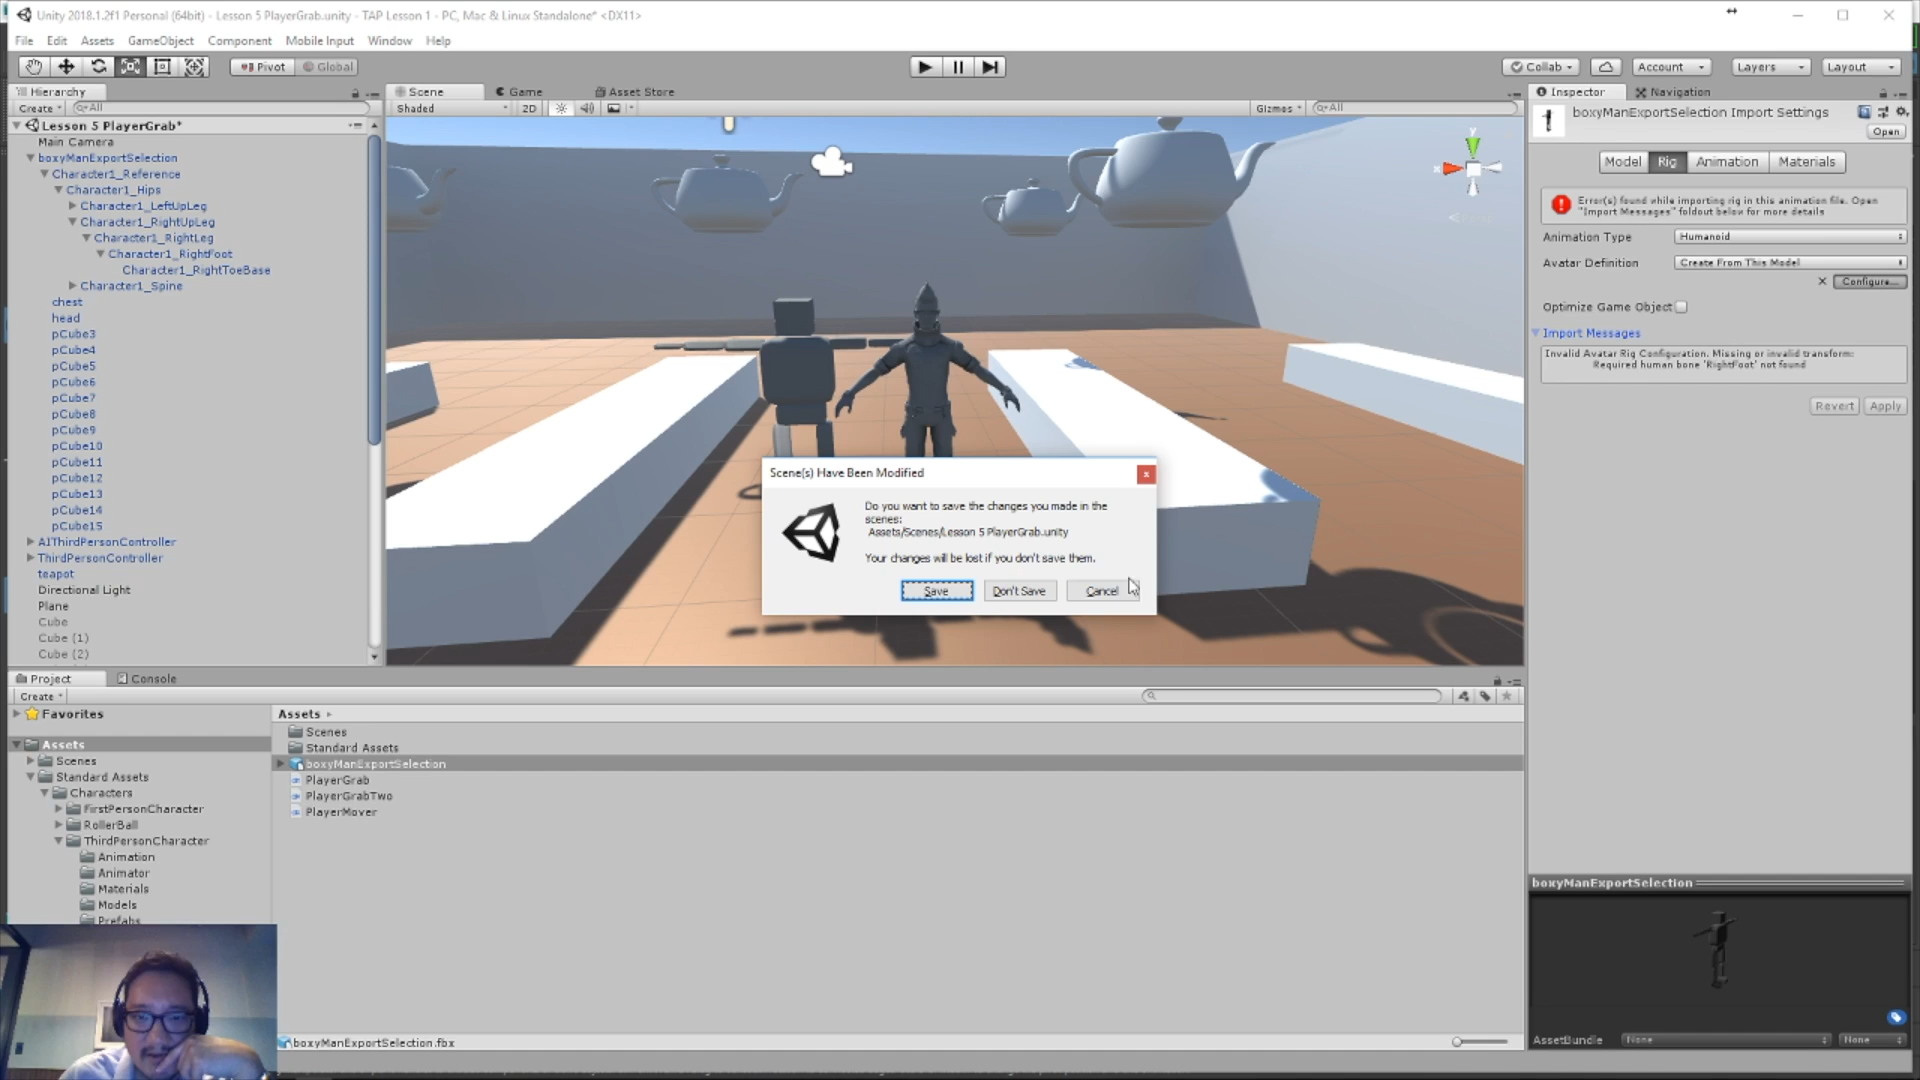 Unity 2018.1.2f1 Personal (64bit) - Lesson 5 PlayerGrab.unity - TAP Lesson 1 - PC, Mac & Linux Standalone* <DX11>
File Edit Assets GameObject Component Mobile Input Window Help
Pivot Global Collab Account Layers Layout
Hierarchy
Create All
Lesson 5 PlayerGrab*
Main Camera
boxyManExportSelection
Character1_Reference
Character1_Hips
Character1_LeftUpLeg
Character1_RightUpLeg
Character1_RightLeg
Character1_RightFoot
Character1_RightToeBase
Character1_Spine
chest
head
pCube3
pCube4
pCube5
pCube6
pCube7
pCube8
pCube9
pCube10
pCube11
pCube12
pCube13
pCube14
pCube15
AIThirdPersonController
ThirdPersonController
teapot
Directional Light
Plane
Cube
Cube (1)
Cube (2)
Scene Game Asset Store
Shaded 2D Gizmos All
y
x
Scene(s) Have Been Modified
x
Do you want to save the changes you made in the
scenes:
Assets/Scenes/Lesson 5 PlayerGrab.unity
Your changes will be lost if you don't save them.
Save Don't Save Cancel
Inspector Navigation
boxyManExportSelection Import Settings
Open
Model Rig Animation Materials
Error(s) found while importing rig in this animation file. Open
"Import Messages" foldout below for more details
Animation Type Humanoid
Avatar Definition Create From This Model
Configure...
Optimize Game Object
Import Messages
Invalid Avatar Rig Configuration. Missing or invalid transform:
Required human bone 'RightFoot' not found
Revert Apply
Project Console
Create
Favorites
Assets
Scenes
Standard Assets
Characters
FirstPersonCharacter
RollerBall
ThirdPersonCharacter
Animation
Animator
Materials
Models
Prefabs
Assets
Scenes
Standard Assets
boxyManExportSelection
PlayerGrab
PlayerGrabTwo
PlayerMover
boxyManExportSelection.fbx
boxyManExportSelection
AssetBundle None None